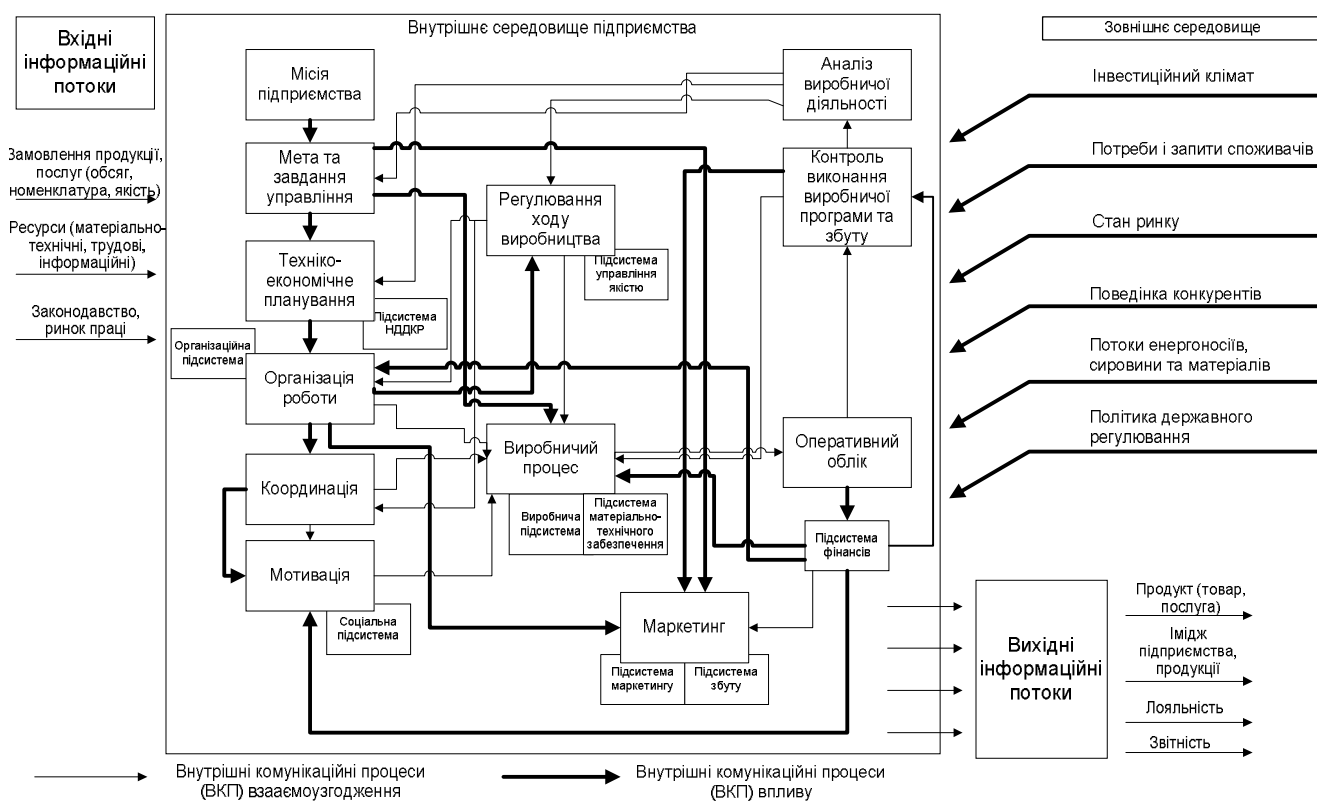 Внутрішнє середовище підприємства
Вхідні
інформаційні
потоки
Замовлення продукції,
послуг (обсяг,
номенклатура, якість)
Ресурси (матеріально-
технічні, трудові,
інформаційні)
Законодавство,
ринок праці
Місія
підприємства
Мета та
завдання
управління
Техніко-
економічне
планування
Підсистема
НДДКР
Організаційна
підсистема
Організація
роботи
Координація
Мотивація
Соціальна
підсистема
Регулювання
ходу
виробництва
Підсистема
управління
якістю
Виробничий
процес
Виробнича
підсистема
Підсистема
матеріально-
технічного
забезпечення
Маркетинг
Підсистема
маркетингу
Підсистема
збуту
Аналіз
виробничої
діяльності
Контроль
виконання
виробничої
програми та
збуту
Оперативний
облік
Підсистема
фінансів
Зовнішнє середовище
Інвестиційний клімат
Потреби і запити споживачів
Стан ринку
Поведінка конкурентів
Потоки енергоносіїв,
сировини та матеріалів
Політика державного
регулювання
Вихідні
інформаційні
потоки
Продукт (товар,
послуга)
Імідж
підприємства,
продукції
Лояльність
Звітність
Внутрішні комунікаційні процеси
(ВКП) взааємоузгодження
Внутрішні комунікаційні процеси
(ВКП) впливу